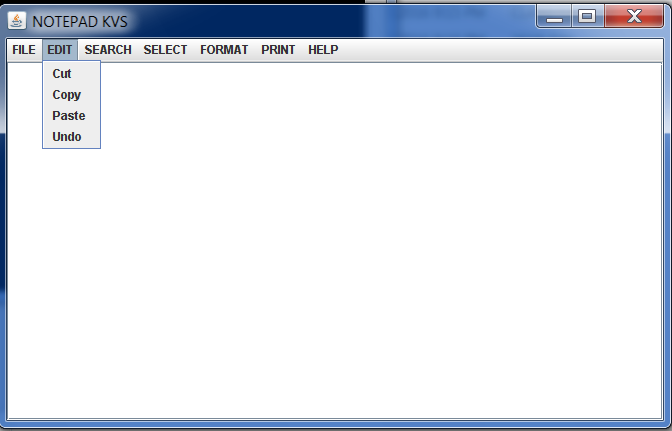 NOTEPAD KVS
FILE EDIT SEARCH SELECT FORMAT PRINT HELP
Cut
Copy
Paste
Undo